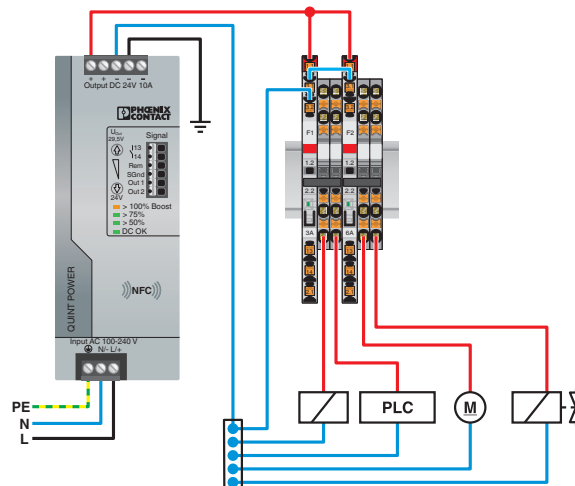 + + − − −
Output DC 24V 10A
PHŒNIX
CONTACT
UOut
29,5V
Signal
13
14
Rem
SGnd
Out 1
Out 2
24V
> 100% Boost
> 75%
> 50%
DC OK
QUINT POWER
NFC
Input AC 100-240 V
N/- L/+
PE
N
L
F1
F2
1.2
1.2
2.2
2.2
3A
6A
PLC
M